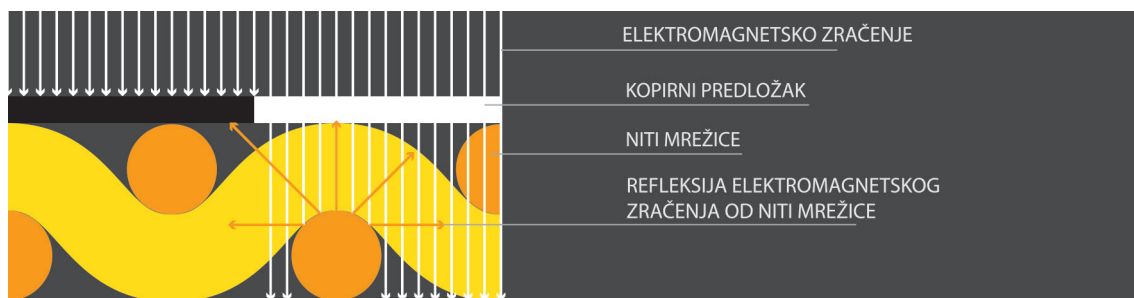 ELEKTROMAGNETSKO ZRAČENJE
KOPIRNI PREDLOŽAK
NITI MREŽICE
REFLEKSIJA ELEKTROMAGNETSKOG
ZRAČENJA OD NITI MREŽICE